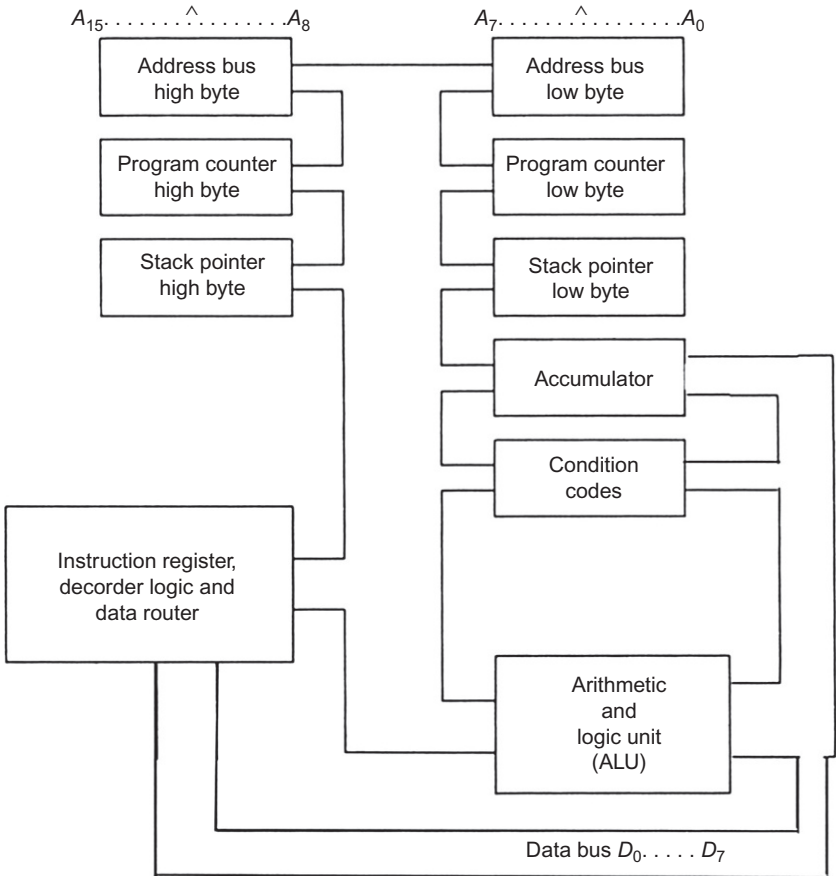 A15. . . . . . . .^. . . . . . . .A8
A7. . . . . . . .^. . . . . . . .A0
Address bus
high byte
Address bus
low byte
Program counter
high byte
Program counter
low byte
Stack pointer
high byte
Stack pointer
low byte
Accumulator
Condition
codes
Instruction register,
decorder logic and
data router
Arithmetic
and
logic unit
(ALU)
Data bus D0. . . . . D7